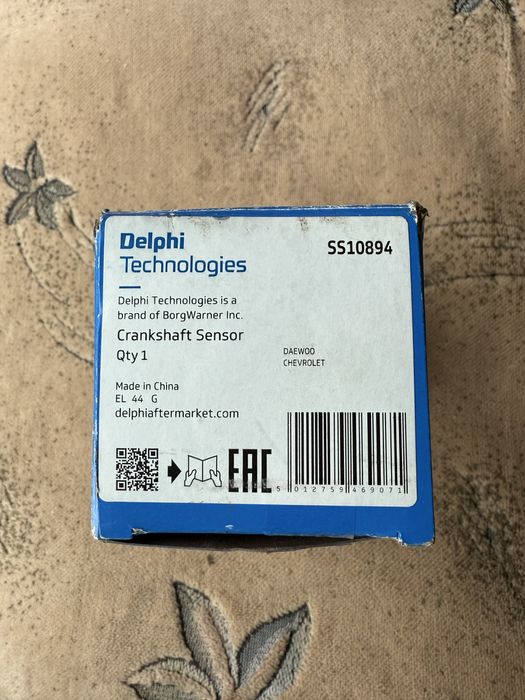 Delphi
Technologies
SS10894
Delphi Technologies is a
brand of BorgWarner Inc.
Crankshaft Sensor
Qty 1
DAEWOO
CHEVROLET
Made in China
EL 44 G
delphiaftermarket.com
EAC
5 012759 469071